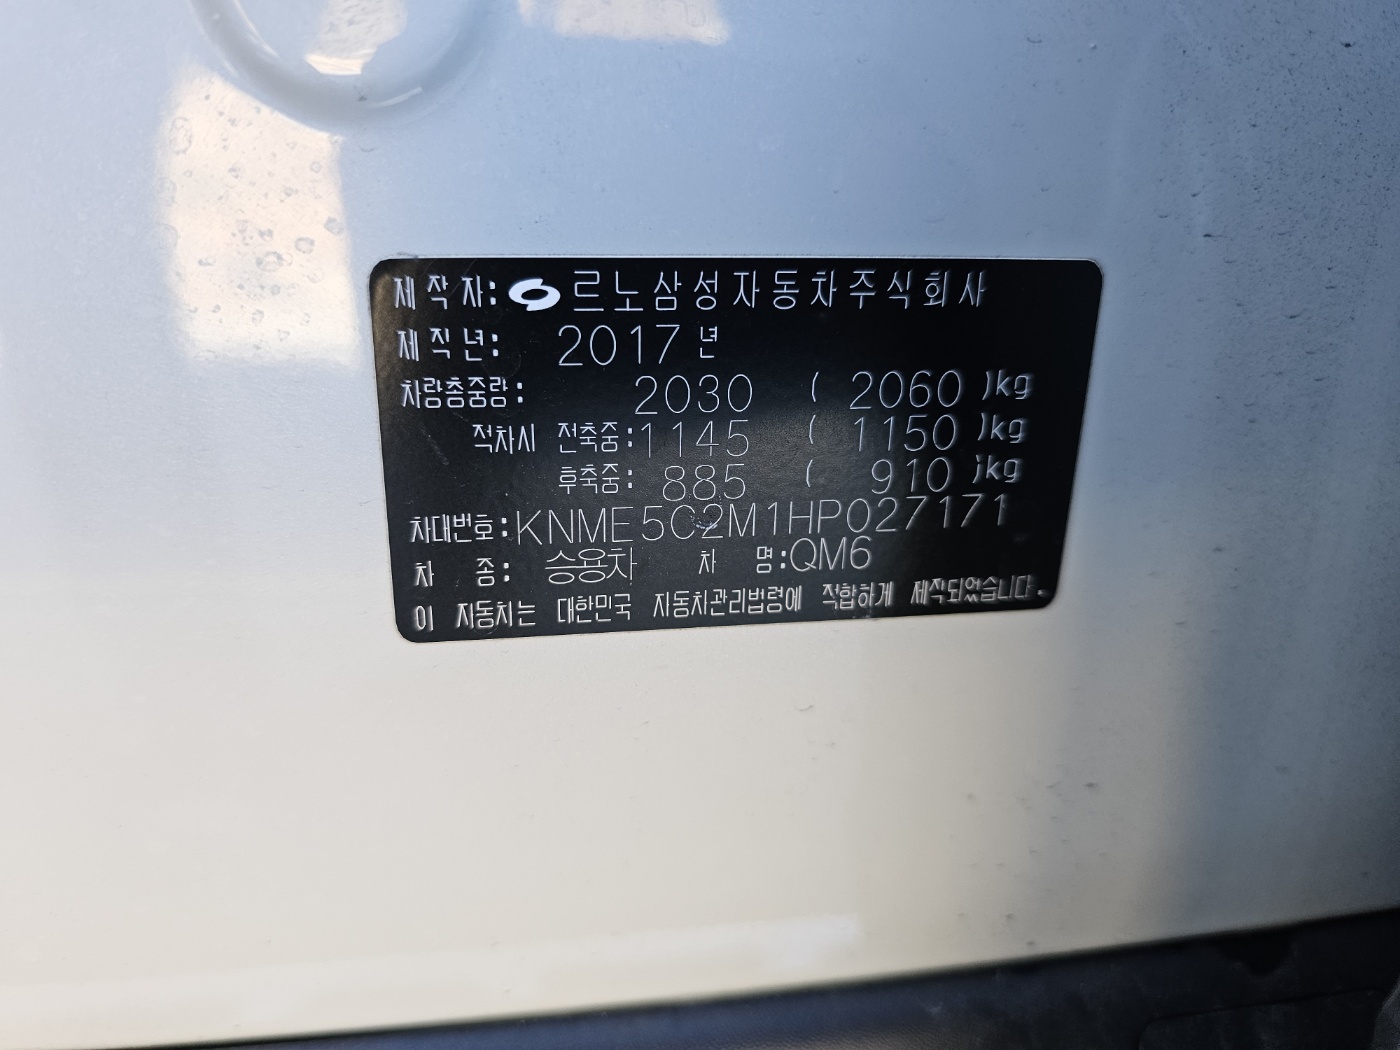 제작자: 르노삼성자동차주식회사
제작년: 2017 년
차량총중량: 2030 ( 2060 )kg
적차시 전축중: 1145 ( 1150 )kg
후축중: 885 ( 910 )kg
차대번호: KNME5C2M1HP027171
차 종: 승용차 차 명: QM6
이 자동차는 대한민국 자동차관리법령에 적합하게 제작되었습니다.